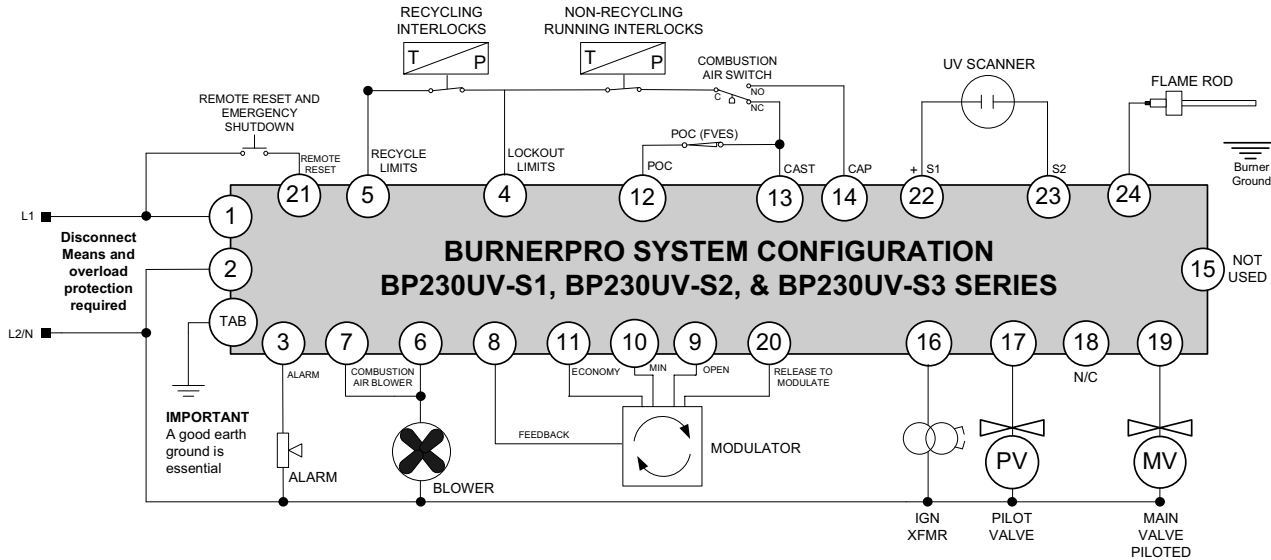 RECYCLING
INTERLOCKS
NON-RECYCLING
RUNNING INTERLOCKS
T
P
T
P
COMBUSTION
AIR SWITCH
NO
C
NC
UV SCANNER
FLAME ROD
REMOTE RESET AND
EMERGENCY
SHUTDOWN
POC (FVES)
REMOTE
RESET
RECYCLE
LIMITS
LOCKOUT
LIMITS
POC
CAST
CAP
+ S1
S2
Burner
Ground
21
5
4
12
13
14
22
23
24
L1
1
Disconnect
Means and
overload
protection
required
2
BURNERPRO SYSTEM CONFIGURATION
BP230UV-S1, BP230UV-S2, & BP230UV-S3 SERIES
15
NOT
USED
L2/N
TAB
3
7
6
8
11
10
9
20
16
17
18
19
ALARM
COMBUSTION
AIR BLOWER
ECONOMY
MIN
OPEN
RELEASE TO
MODULATE
N/C
IMPORTANT
A good earth
ground is
essential
FEEDBACK
MODULATOR
PV
MV
ALARM
BLOWER
IGN
XFMR
PILOT
VALVE
MAIN
VALVE
PILOTED